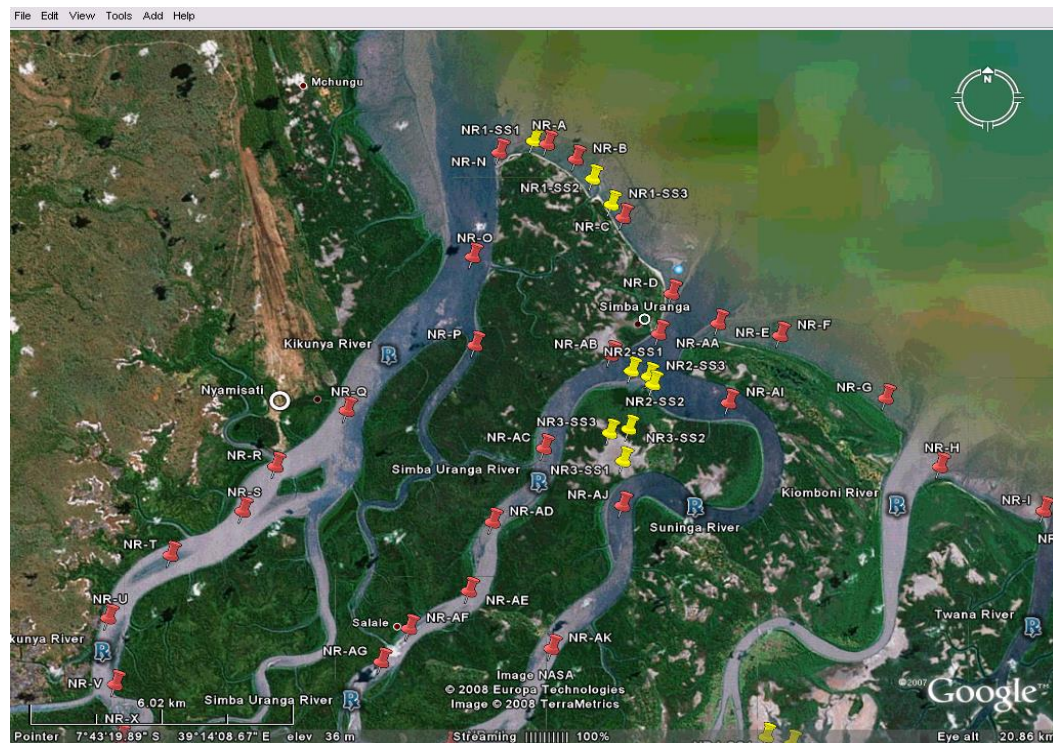 File Edit View Tools Add Help
Mchungu
NR1-SS1
NR-A
NR-N
NR-B
NR1-SS2
NR1-SS3
NR-C
NR-O
NR-D
Simba Uranga
NR-E
NR-F
NR-P
NR-AB
NR-AA
Kikunya River
NR2-SS1
NR2-SS3
NR-G
Nyamisati
NR-Q
NR-AI
NR2-SS2
NR3-SS3
NR-AC
NR3-SS2
NR-H
NR-R
Simba Uranga River
NR3-SS1
Kiomboni River
NR-AJ
NR-I
NR-S
NR-AD
Suninga River
NR-T
NR-AE
NR-U
Salale
NR-AF
Twana River
kunya River
NR-AG
NR-AK
Image NASA
© 2008 Europa Technologies
Image © 2008 TerraMetrics
NR-V
©2007 Google™
6.02 km
Simba Uranga River
NR-X
Pointer 7°43'19.89" S 39°14'08.67" E elev 36 m Streaming 100% Eye alt 20.86 km